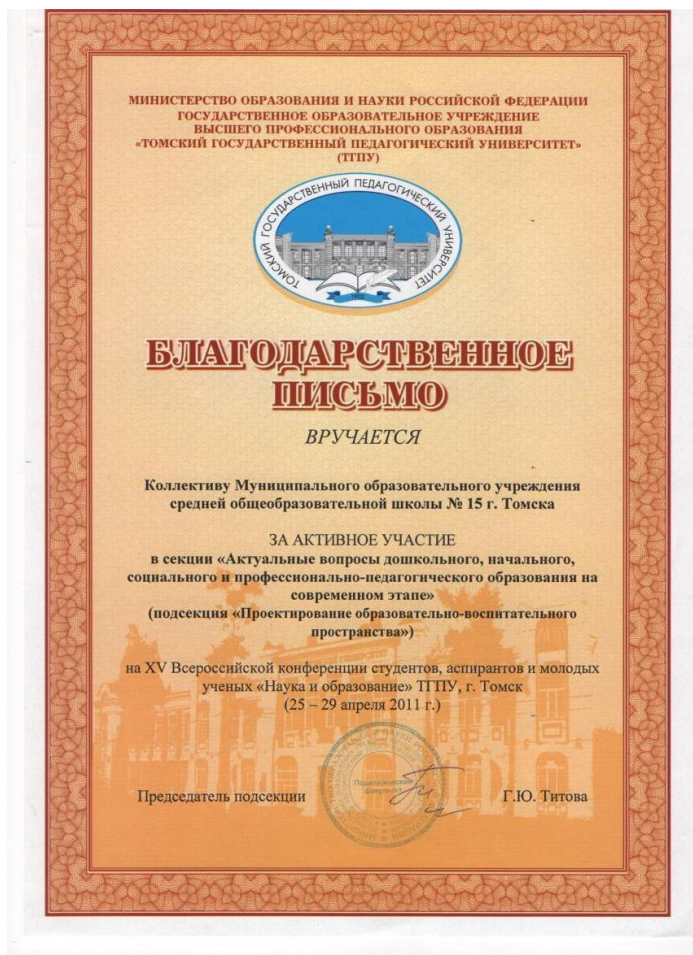 МИНИСТЕРСТВО ОБРАЗОВАНИЯ И НАУКИ РОССИЙСКОЙ ФЕДЕРАЦИИ
ГОСУДАРСТВЕННОЕ ОБРАЗОВАТЕЛЬНОЕ УЧРЕЖДЕНИЕ
ВЫСШЕГО ПРОФЕССИОНАЛЬНОГО ОБРАЗОВАНИЯ
«ТОМСКИЙ ГОСУДАРСТВЕННЫЙ ПЕДАГОГИЧЕСКИЙ УНИВЕРСИТЕТ»
(ТГПУ)
ТОМСКИЙ ГОСУДАРСТВЕННЫЙ ПЕДАГОГИЧЕСКИЙ УНИВЕРСИТЕТ
1902
БЛАГОДАРСТВЕННОЕ
ПИСЬМО
ВРУЧАЕТСЯ
Коллективу Муниципального образовательного учреждения
средней общеобразовательной школы № 15 г. Томска
ЗА АКТИВНОЕ УЧАСТИЕ
в секции «Актуальные вопросы дошкольного, начального,
социального и профессионально-педагогического образования на
современном этапе»
(подсекция «Проектирование образовательно-воспитательного
пространства»)
на XV Всероссийской конференции студентов, аспирантов и молодых
ученых «Наука и образование» ТГПУ, г. Томск
(25 – 29 апреля 2011 г.)
Педагогический
факультет
Председатель подсекции
Г.Ю. Титова